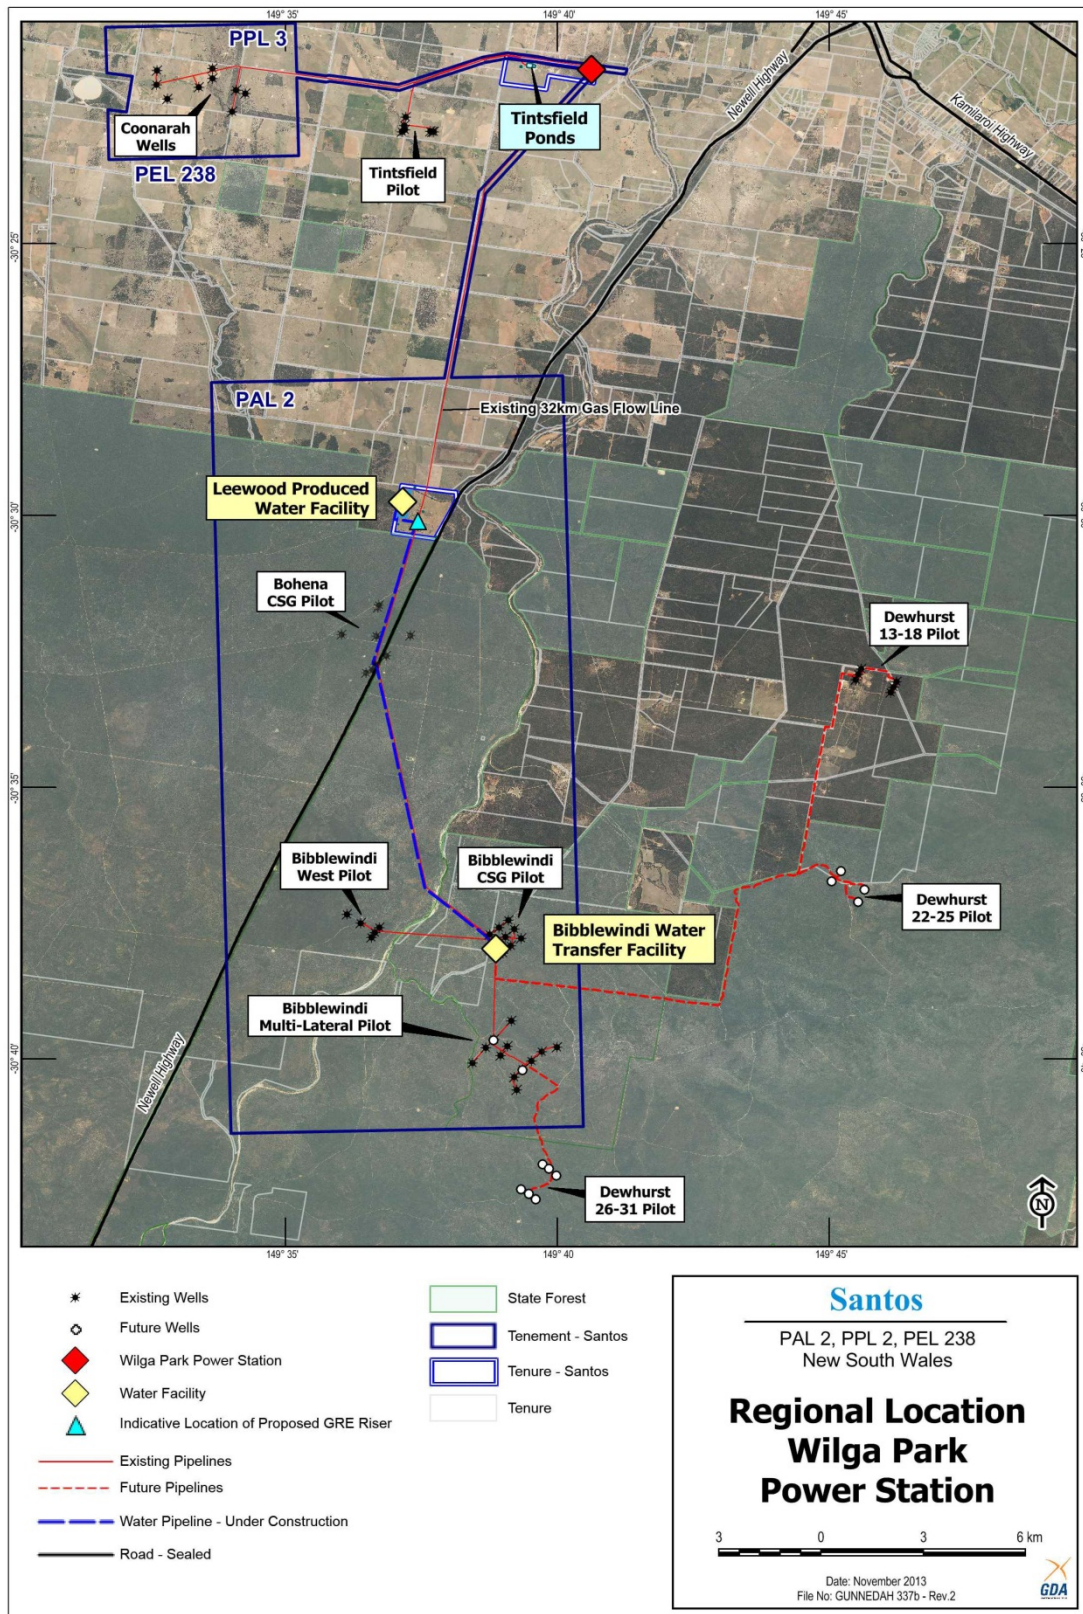 149° 35'
149° 40'
149° 45'
PPL 3
Newell Highway
Kamilaroi Highway
Coonarah
Wells
Tintsfield
Ponds
Tintsfield
Pilot
PEL 238
-30° 25'
PAL 2
Existing 32km Gas Flow Line
Leewood Produced
Water Facility
-30° 30'
Bohena
CSG Pilot
Dewhurst
13-18 Pilot
-30° 35'
Bibblewindi
West Pilot
Bibblewindi
CSG Pilot
Dewhurst
22-25 Pilot
Bibblewindi Water
Transfer Facility
Bibblewindi
Multi-Lateral Pilot
-30° 40'
Newell Highway
Dewhurst
26-31 Pilot
N
149° 35'
149° 40'
149° 45'
Existing Wells
Future Wells
Wilga Park Power Station
Water Facility
Indicative Location of Proposed GRE Riser
Existing Pipelines
Future Pipelines
Water Pipeline - Under Construction
Road - Sealed
State Forest
Tenement - Santos
Tenure - Santos
Tenure
Santos
PAL 2, PPL 2, PEL 238
New South Wales
Regional Location
Wilga Park
Power Station
3 0 3 6 km
Date: November 2013
File No: GUNNEDAH 337b - Rev.2
GDA